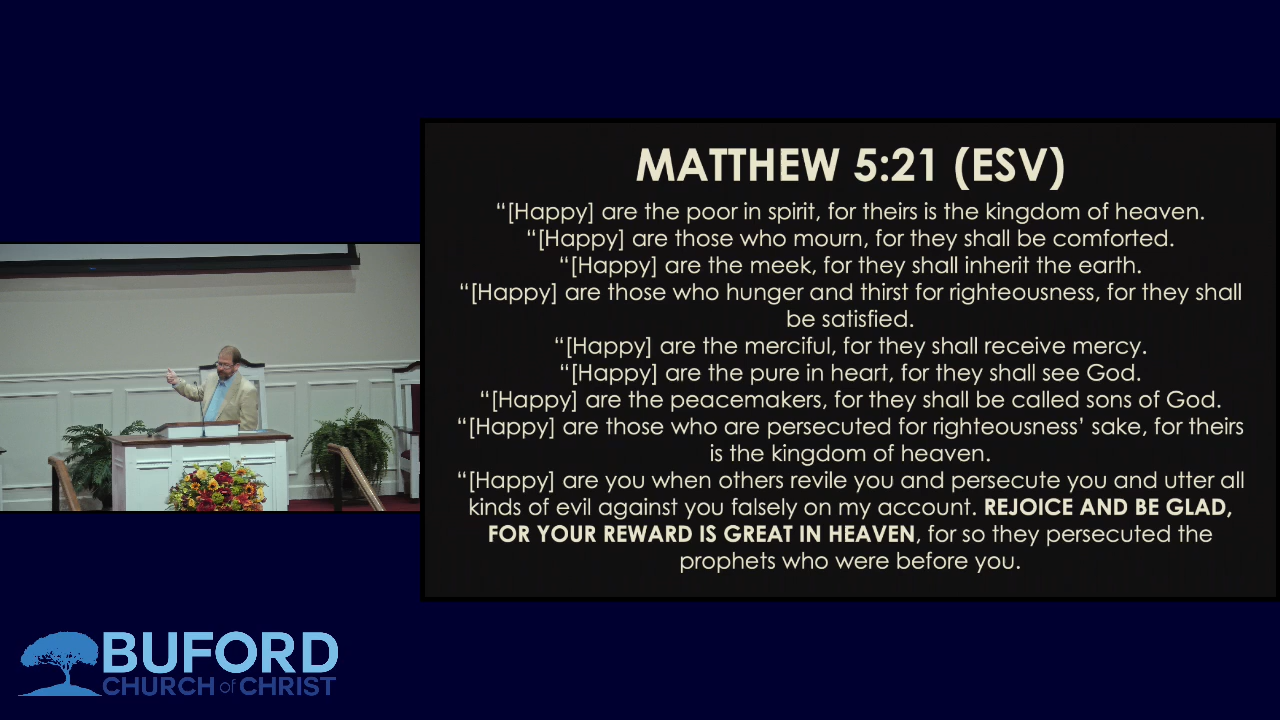 MATTHEW 5:21 (ESV)
“[Happy] are the poor in spirit, for theirs is the kingdom of heaven.
“[Happy] are those who mourn, for they shall be comforted.
“[Happy] are the meek, for they shall inherit the earth.
“[Happy] are those who hunger and thirst for righteousness, for they shall
be satisfied.
“[Happy] are the merciful, for they shall receive mercy.
“[Happy] are the pure in heart, for they shall see God.
“[Happy] are the peacemakers, for they shall be called sons of God.
“[Happy] are those who are persecuted for righteousness’ sake, for theirs
is the kingdom of heaven.
“[Happy] are you when others revile you and persecute you and utter all
kinds of evil against you falsely on my account. REJOICE AND BE GLAD,
FOR YOUR REWARD IS GREAT IN HEAVEN, for so they persecuted the
prophets who were before you.
BUFORD
CHURCH of CHRIST